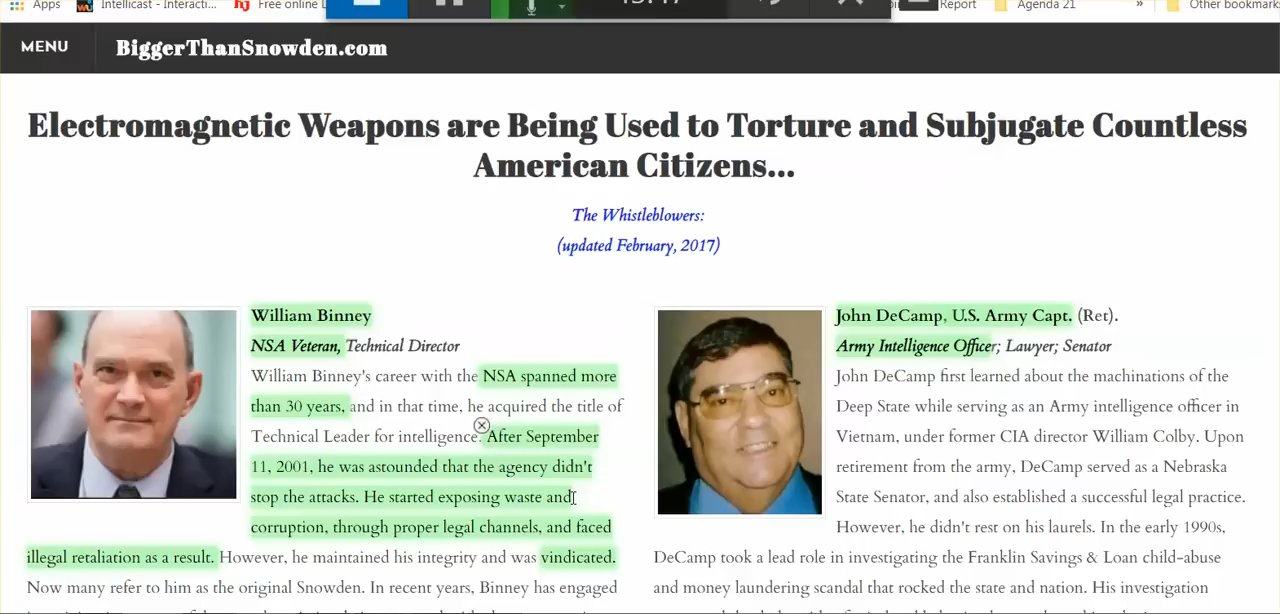 Apps
Intellicast - Interacti...
Free online
Report
Agenda 21
»
Other bookmarks
MENU
BiggerThanSnowden.com
Electromagnetic Weapons are Being Used to Torture and Subjugate Countless
American Citizens...
The Whistleblowers:
(updated February, 2017)
William Binney
NSA Veteran, Technical Director
William Binney's career with the NSA spanned more
than 30 years, and in that time, he acquired the title of
Technical Leader for intelligence. After September
11, 2001, he was astounded that the agency didn't
stop the attacks. He started exposing waste and
corruption, through proper legal channels, and faced
illegal retaliation as a result. However, he maintained his integrity and was vindicated.
Now many refer to him as the original Snowden. In recent years, Binney has engaged
John DeCamp, U.S. Army Capt. (Ret).
Army Intelligence Officer; Lawyer; Senator
John DeCamp first learned about the machinations of the
Deep State while serving as an Army intelligence officer in
Vietnam, under former CIA director William Colby. Upon
retirement from the army, DeCamp served as a Nebraska
State Senator, and also established a successful legal practice.
However, he didn't rest on his laurels. In the early 1990s,
DeCamp took a lead role in investigating the Franklin Savings & Loan child-abuse
and money laundering scandal that rocked the state and nation. His investigation